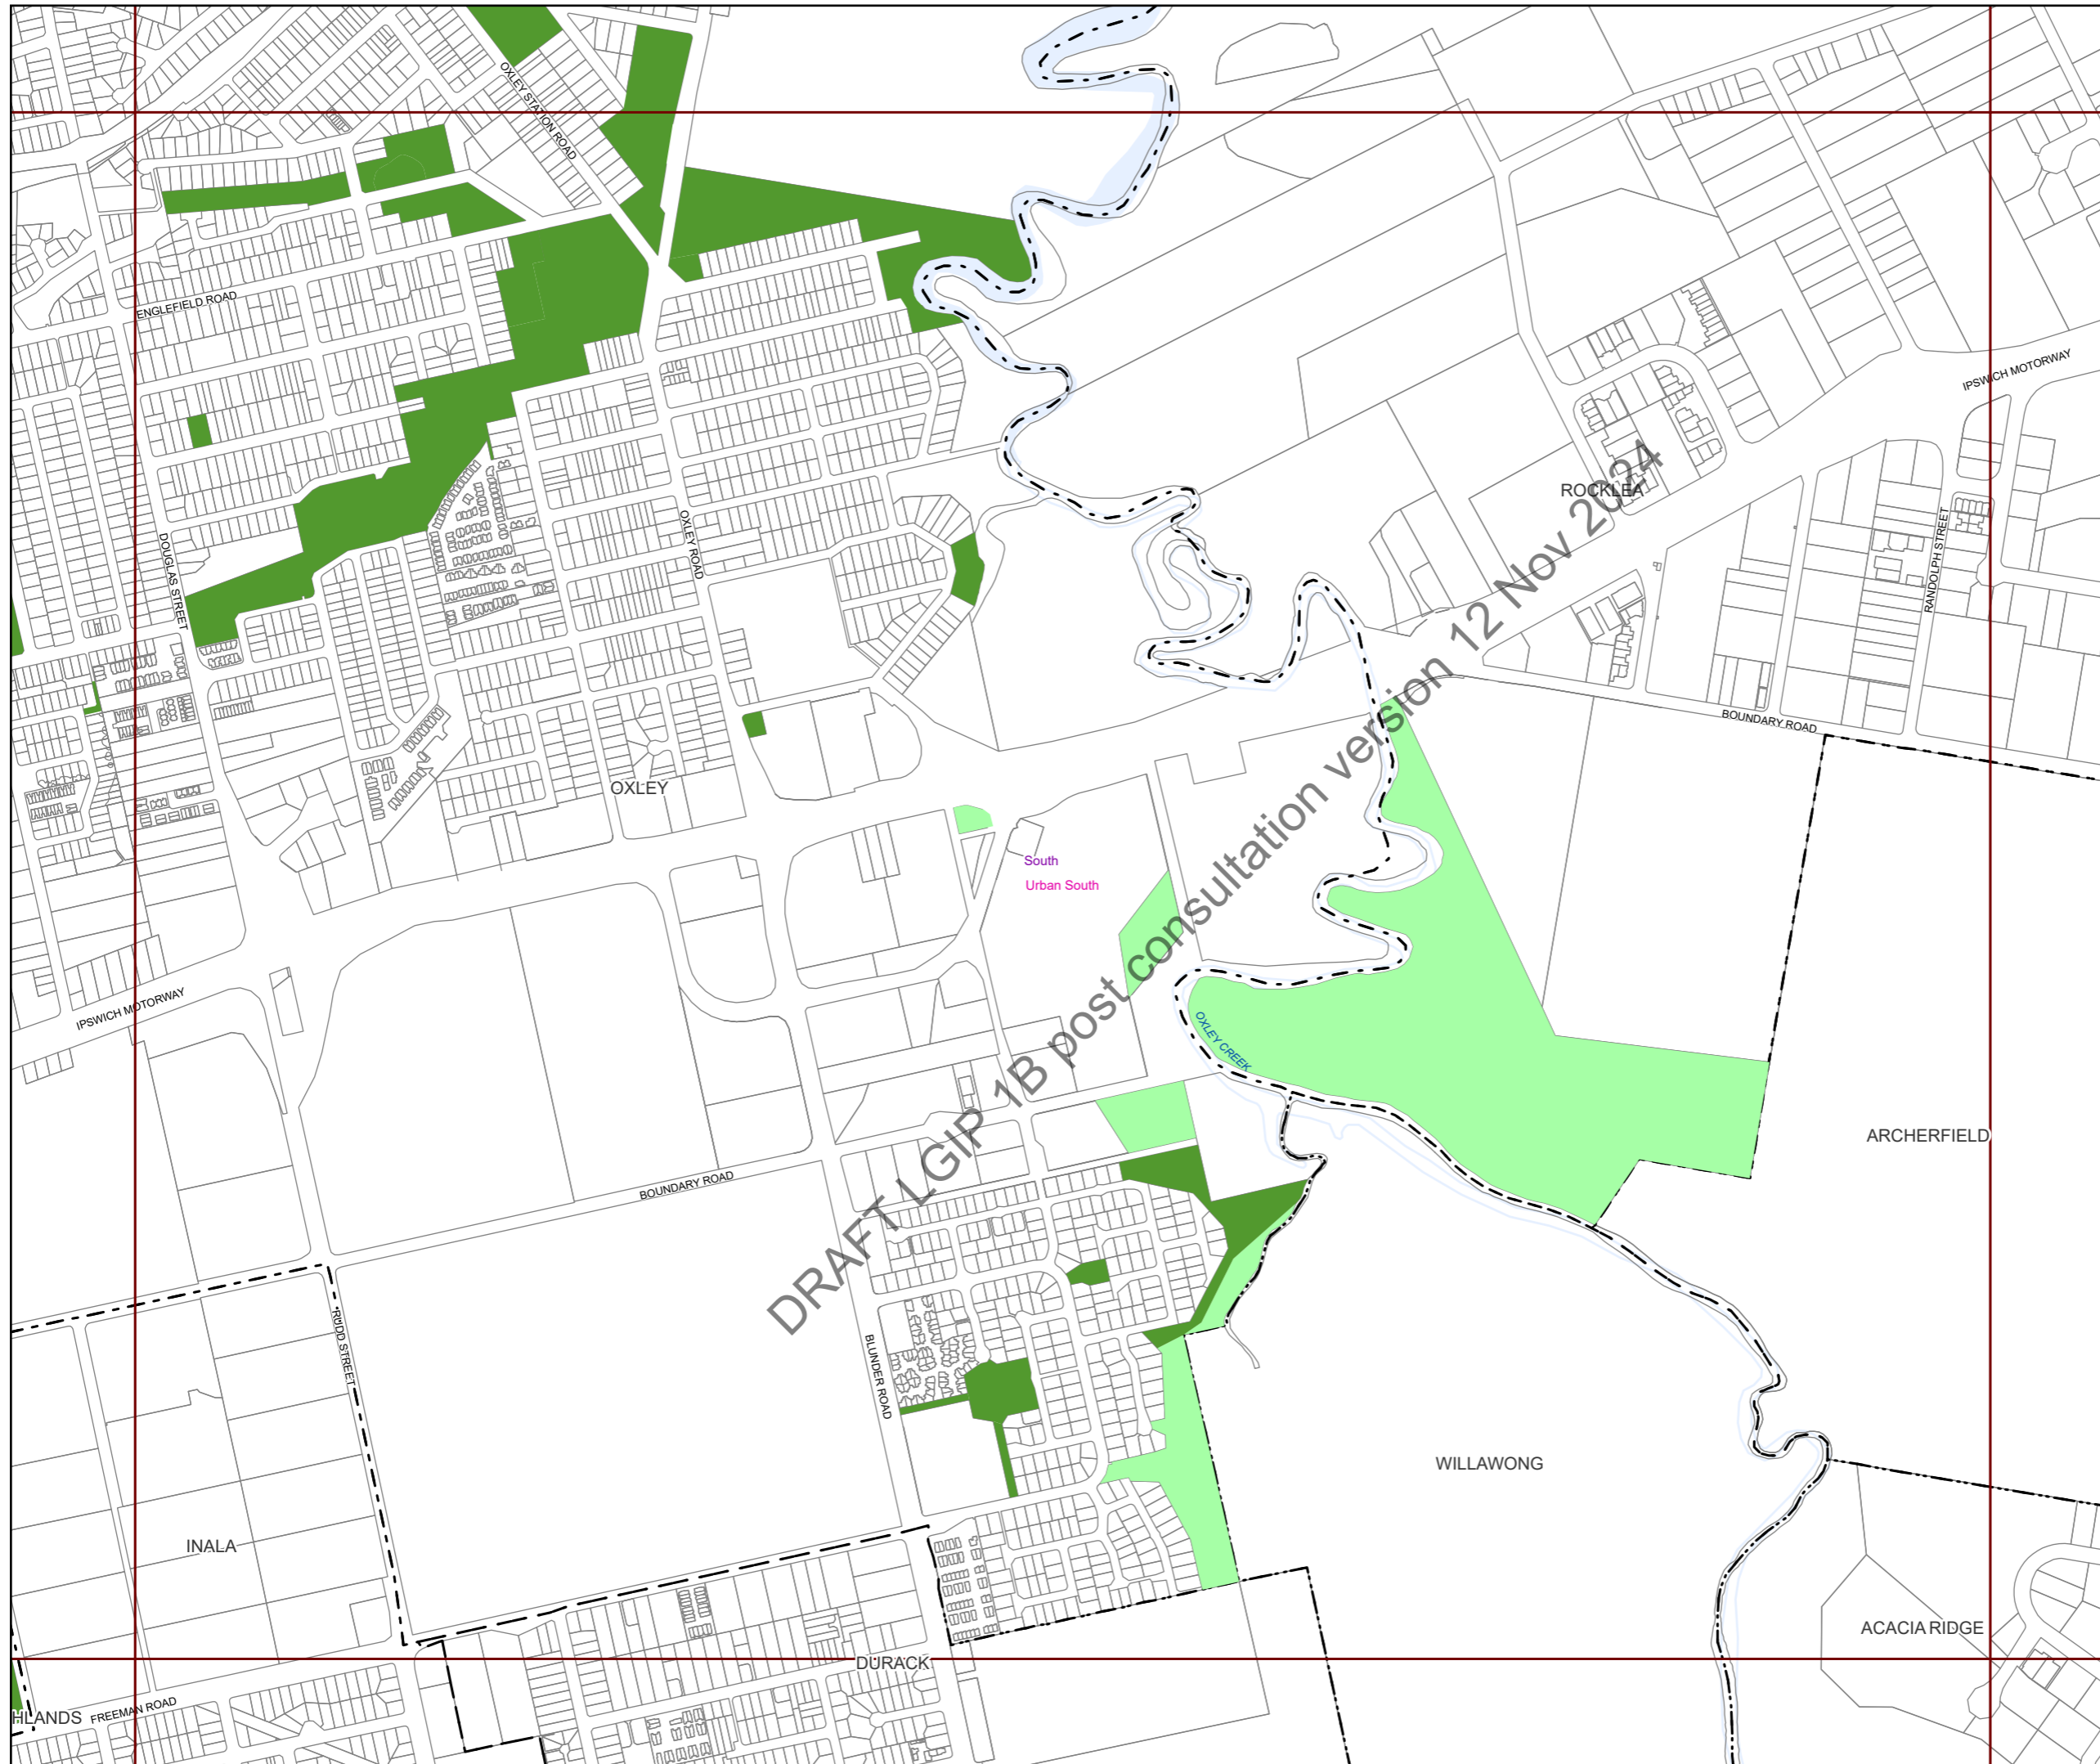 OXLEY STATION ROAD
ENGLEFIELD ROAD
IPSWICH MOTORWAY
ROCKLEA
OXLEY ROAD
DOUGLAS STREET
RANDOLPH STREET
BOUNDARY ROAD
OXLEY
South
Urban South
DRAFT LGIP 1B post consultation version 12 Nov 2024
IPSWICH MOTORWAY
OXLEY CREEK
ARCHERFIELD
BOUNDARY ROAD
RUDD STREET
BLUNDER ROAD
WILLAWONG
INALA
ACACIA RIDGE
DURACK
HLANDS
FREEMAN ROAD